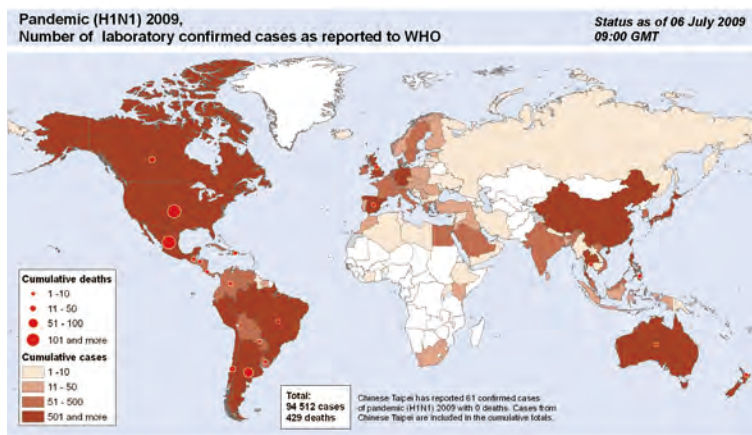 Pandemic (H1N1) 2009,
Number of laboratory confirmed cases as reported to WHO
Status as of 06 July 2009
09:00 GMT
Cumulative deaths
1 - 10
11 - 50
51 - 100
101 and more
Cumulative cases
1 - 10
11 - 50
51 - 500
501 and more
Total:
94 512 cases
429 deaths
Chinese Taipei has reported 61 confirmed cases
of pandemic (H1N1) 2009 with 0 deaths. Cases from
Chinese Taipei are included in the cumulative totals.